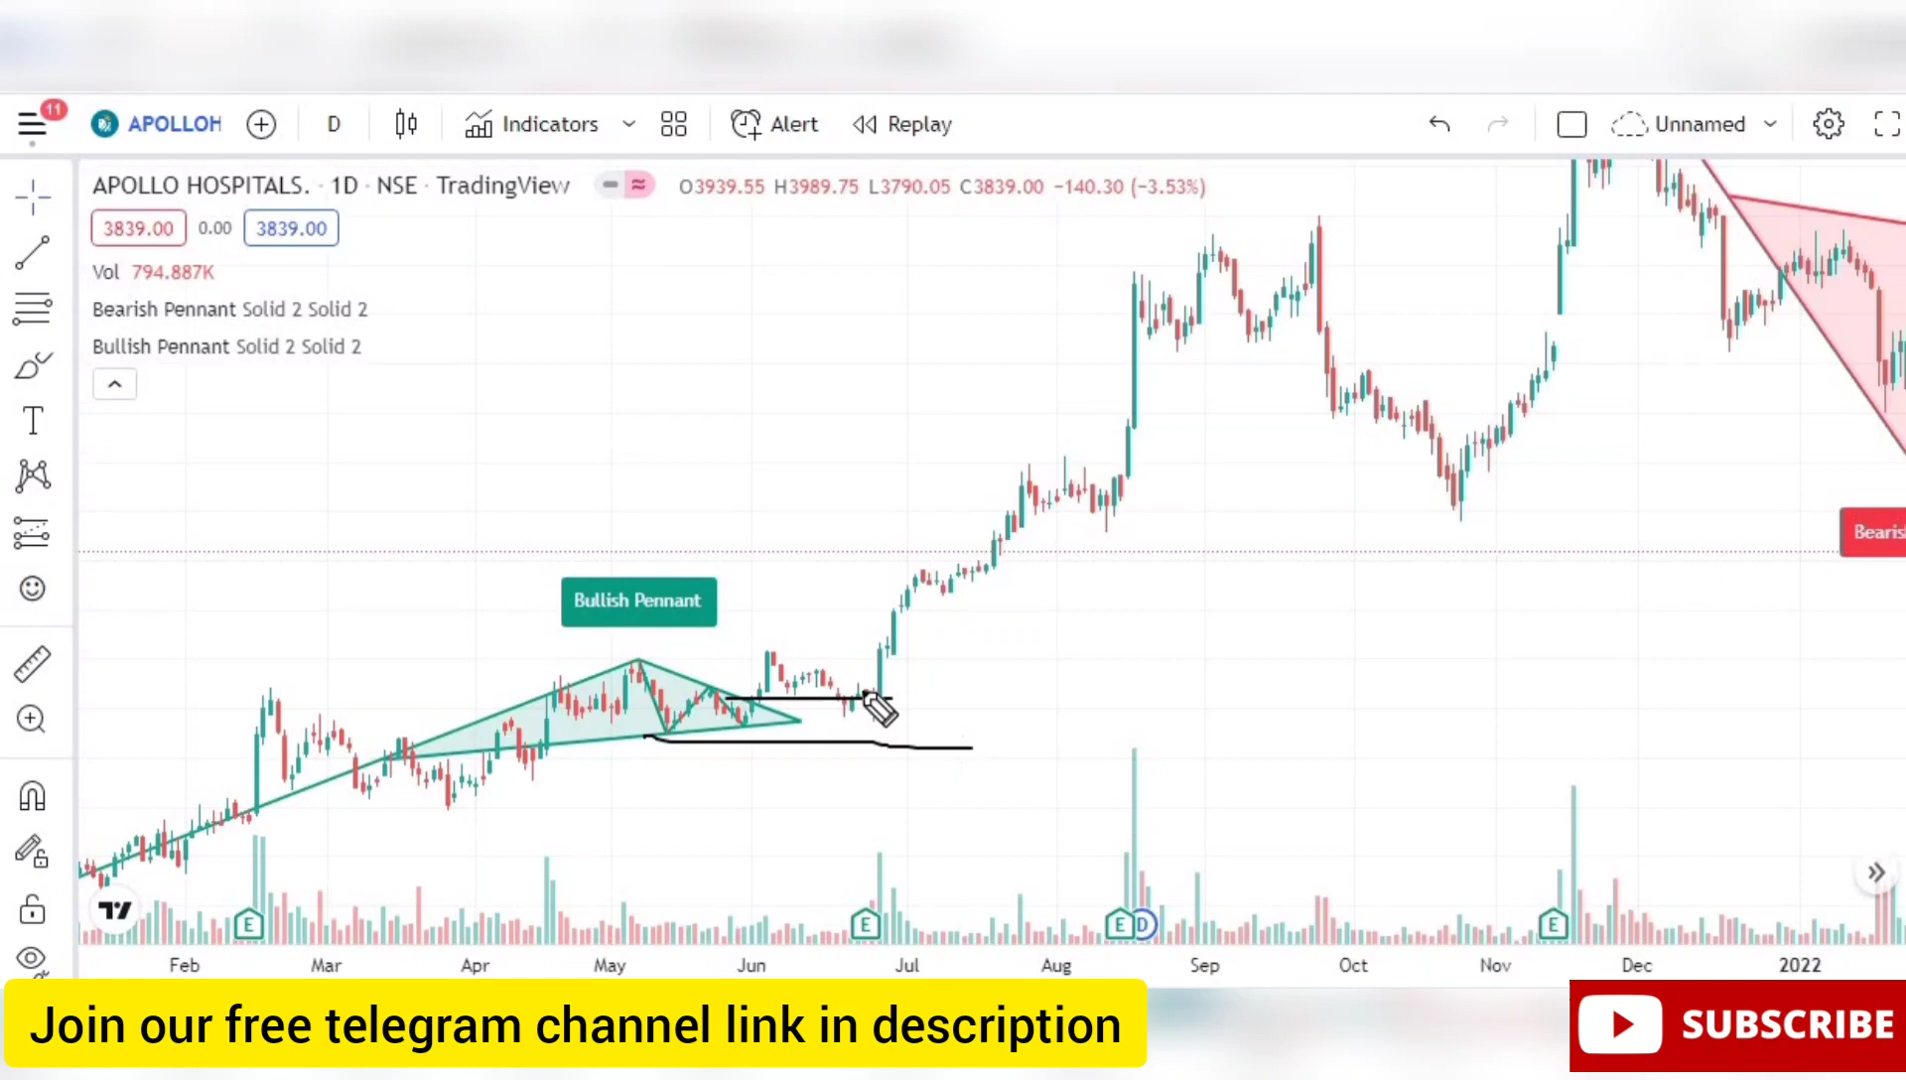 11
APOLLOH
D
Indicators
Alert
Replay
Unnamed
APOLLO HOSPITALS. · 1D · NSE · TradingView
O3939.55 H3989.75 L3790.05 C3839.00 −140.30 (−3.53%)
3839.00 0.00 3839.00
Vol 794.887K
Bearish Pennant Solid 2 Solid 2
Bullish Pennant Solid 2 Solid 2
T
Bearis
Bullish Pennant
E
E
E D
E
Feb Mar Apr May Jun Jul Aug Sep Oct Nov Dec 2022
Join our free telegram channel link in description
SUBSCRIBE